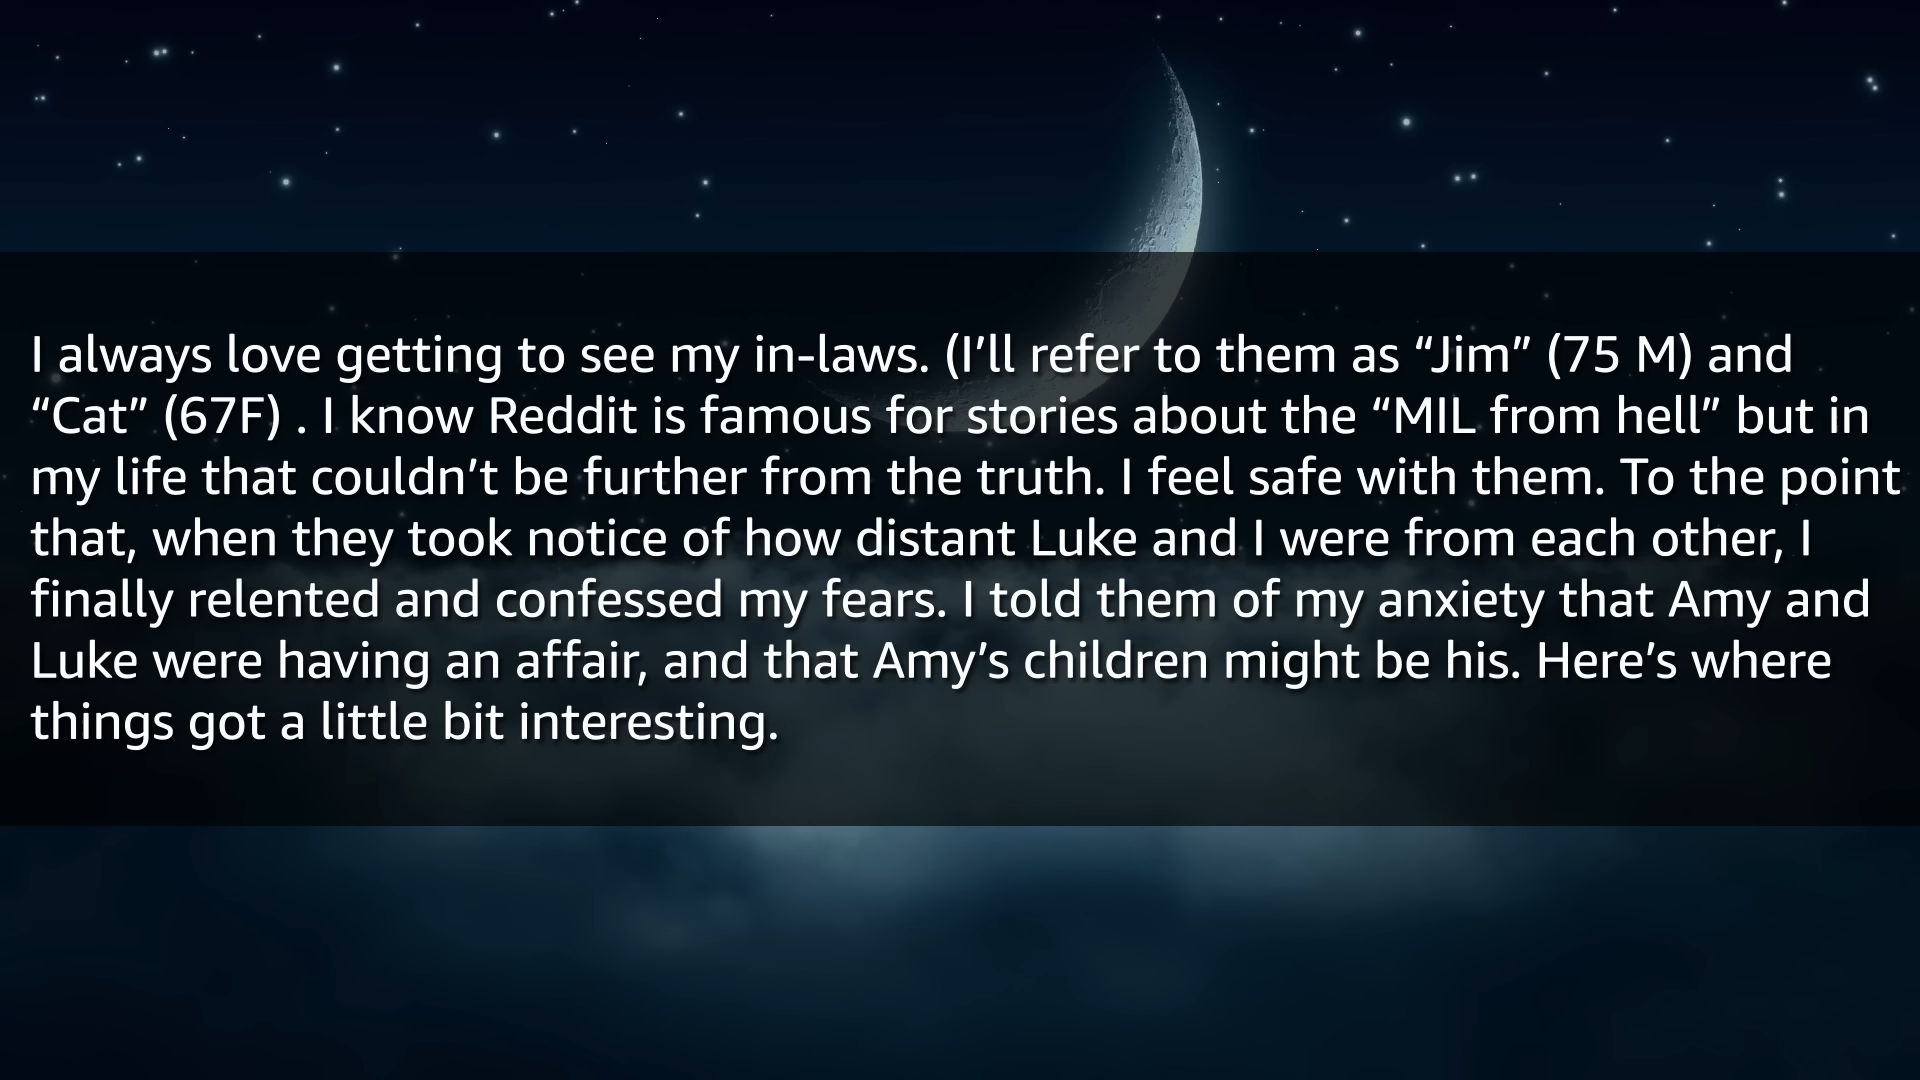 I always love getting to see my in-laws. (I’ll refer to them as “Jim” (75 M) and
“Cat” (67F) . I know Reddit is famous for stories about the “MIL from hell” but in
my life that couldn’t be further from the truth. I feel safe with them. To the point
that, when they took notice of how distant Luke and I were from each other, I
finally relented and confessed my fears. I told them of my anxiety that Amy and
Luke were having an affair, and that Amy’s children might be his. Here’s where
things got a little bit interesting.